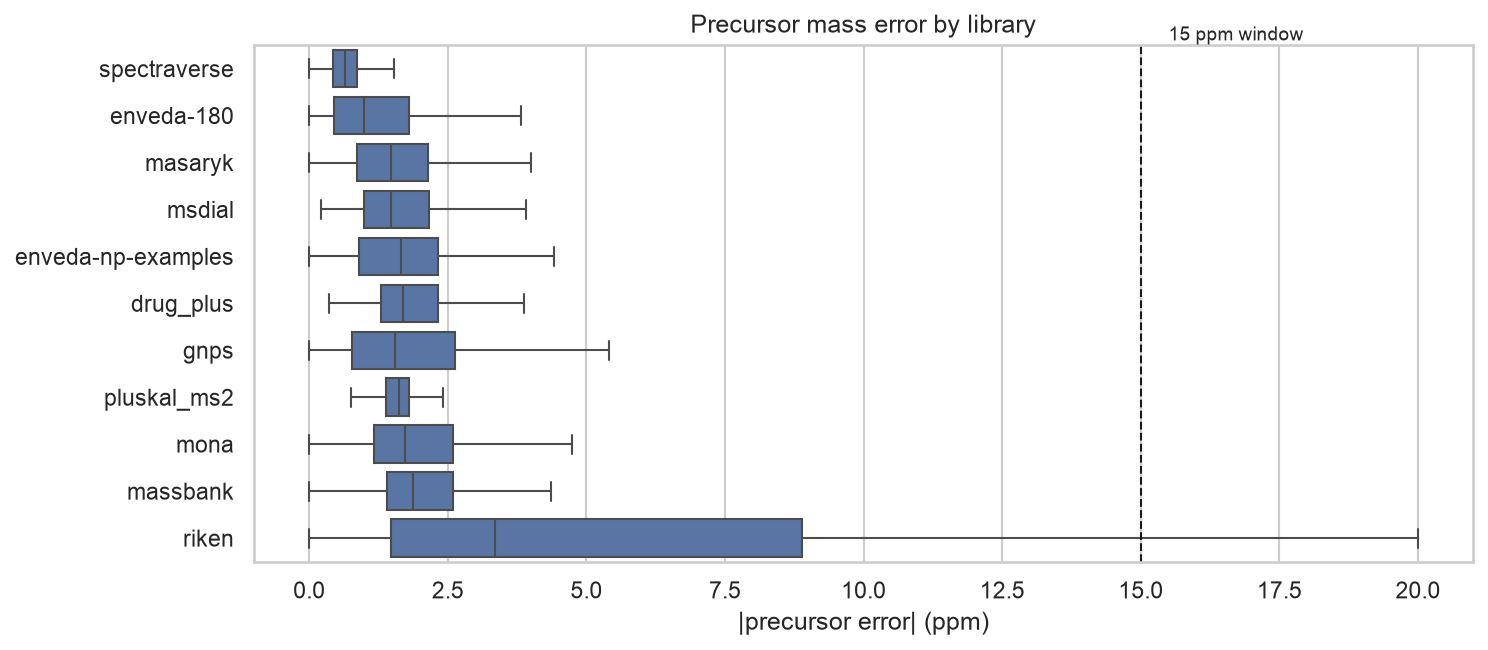 Precursor mass error by library
15 ppm window
spectraverse
enveda-180
masaryk
msdial
enveda-np-examples
drug_plus
gnps
pluskal_ms2
mona
massbank
riken
0.0 2.5 5.0 7.5 10.0 12.5 15.0 17.5 20.0
|precursor error| (ppm)